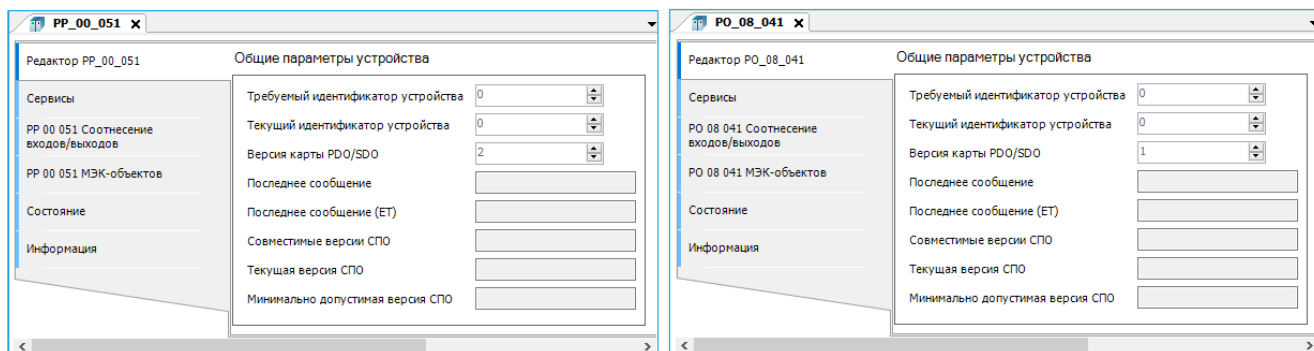 PP_00_051
Редактор PP_00_051
Сервисы
PP 00 051 Соотнесение
входов/выходов
PP 00 051 МЭК-объектов
Состояние
Информация
Общие параметры устройства
Требуемый идентификатор устройства 0
Текущий идентификатор устройства 0
Версия карты PDO/SDO 2
Последнее сообщение
Последнее сообщение (ET)
Совместимые версии СПО
Текущая версия СПО
Минимально допустимая версия СПО
PO_08_041
Редактор PO_08_041
Сервисы
PO 08 041 Соотнесение
входов/выходов
PO 08 041 МЭК-объектов
Состояние
Информация
Общие параметры устройства
Требуемый идентификатор устройства 0
Текущий идентификатор устройства 0
Версия карты PDO/SDO 1
Последнее сообщение
Последнее сообщение (ET)
Совместимые версии СПО
Текущая версия СПО
Минимально допустимая версия СПО